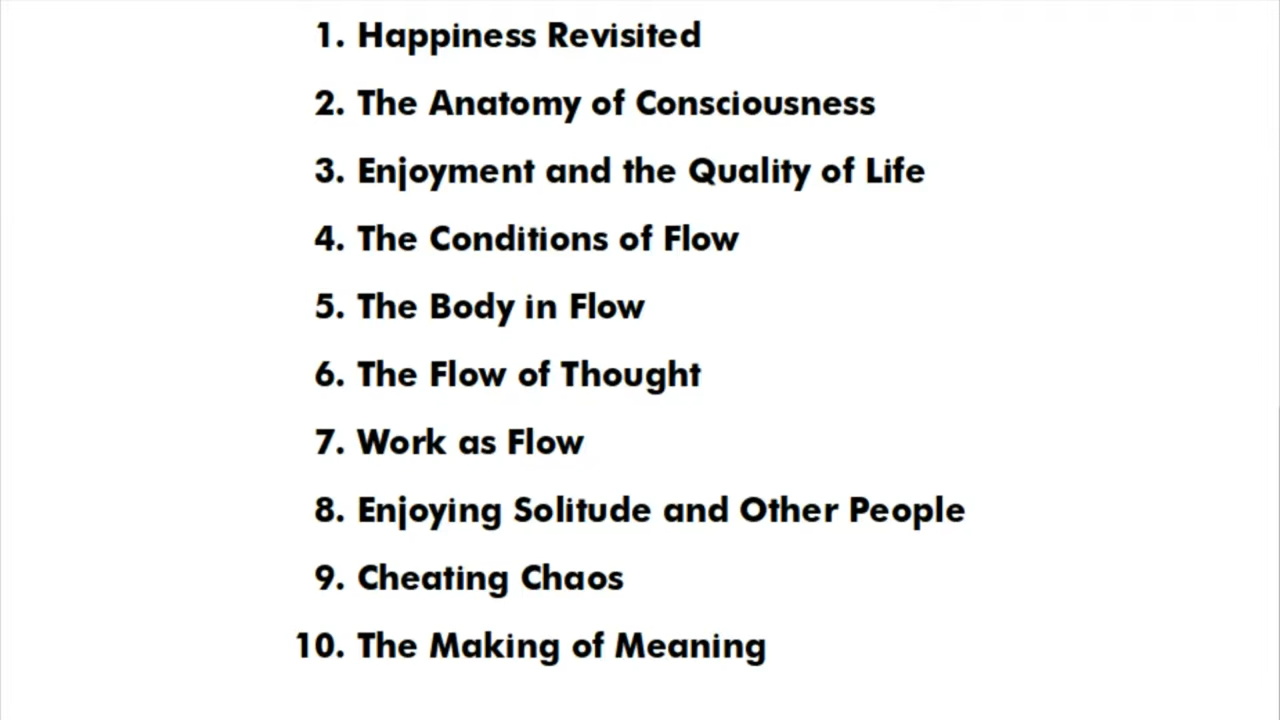 1. Happiness Revisited
2. The Anatomy of Consciousness
3. Enjoyment and the Quality of Life
4. The Conditions of Flow
5. The Body in Flow
6. The Flow of Thought
7. Work as Flow
8. Enjoying Solitude and Other People
9. Cheating Chaos
10. The Making of Meaning